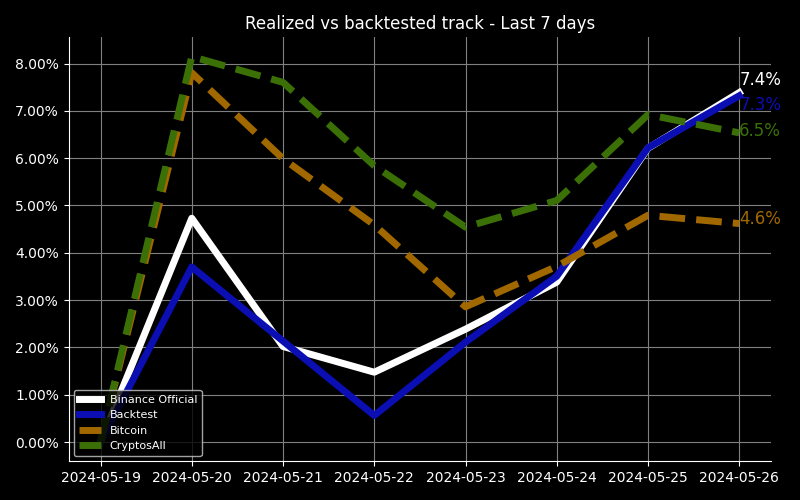 Realized vs backtested track - Last 7 days
8.00%
7.00%
6.00%
5.00%
4.00%
3.00%
2.00%
1.00%
0.00%
7.4%
7.3%
6.5%
4.6%
Binance Official
Backtest
Bitcoin
CryptosAll
2024-05-19 2024-05-20 2024-05-21 2024-05-22 2024-05-23 2024-05-24 2024-05-25 2024-05-26